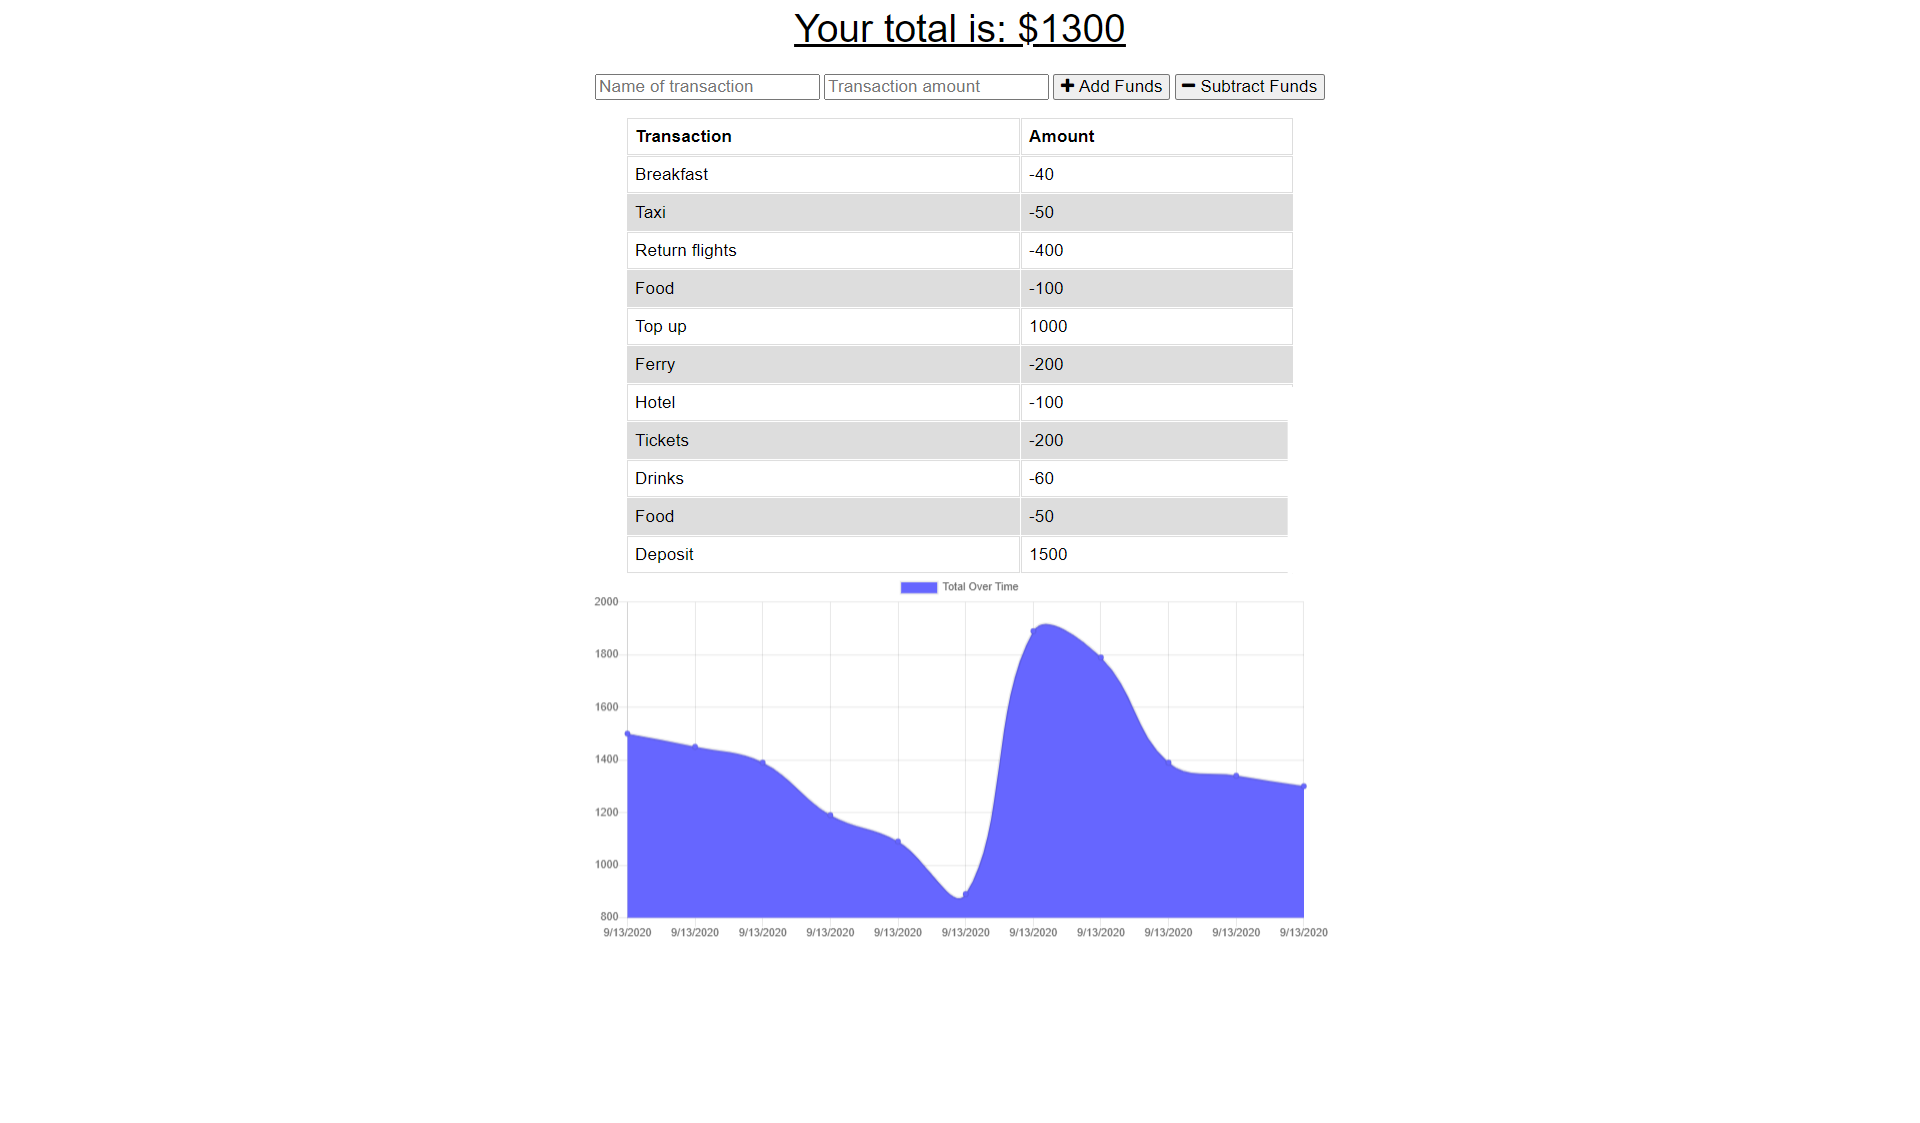 Your total is: $1300
Name of transaction Transaction amount Add Funds Subtract Funds
Transaction Amount
Breakfast -40
Taxi -50
Return flights -400
Food -100
Top up 1000
Ferry -200
Hotel -100
Tickets -200
Drinks -60
Food -50
Deposit 1500
Total Over Time
2000
1800
1600
1400
1200
1000
800
9/13/2020 9/13/2020 9/13/2020 9/13/2020 9/13/2020 9/13/2020 9/13/2020 9/13/2020 9/13/2020 9/13/2020 9/13/2020